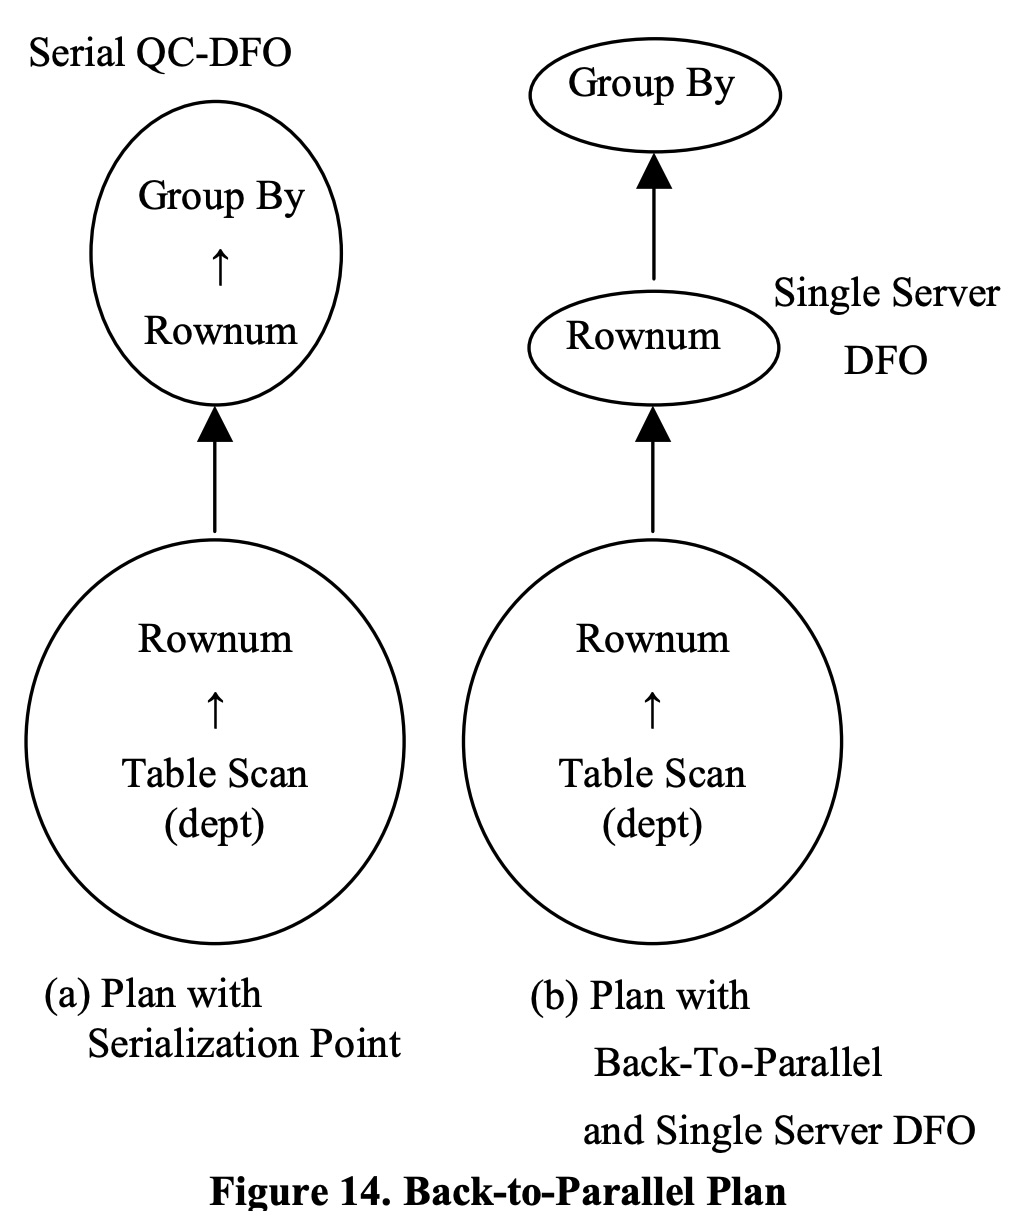 Serial QC-DFO
Group By
↑
Rownum
Rownum
↑
Table Scan
(dept)
(a) Plan with
Serialization Point
Group By
Rownum
Single Server
DFO
Rownum
↑
Table Scan
(dept)
(b) Plan with
Back-To-Parallel
and Single Server DFO
Figure 14. Back-to-Parallel Plan